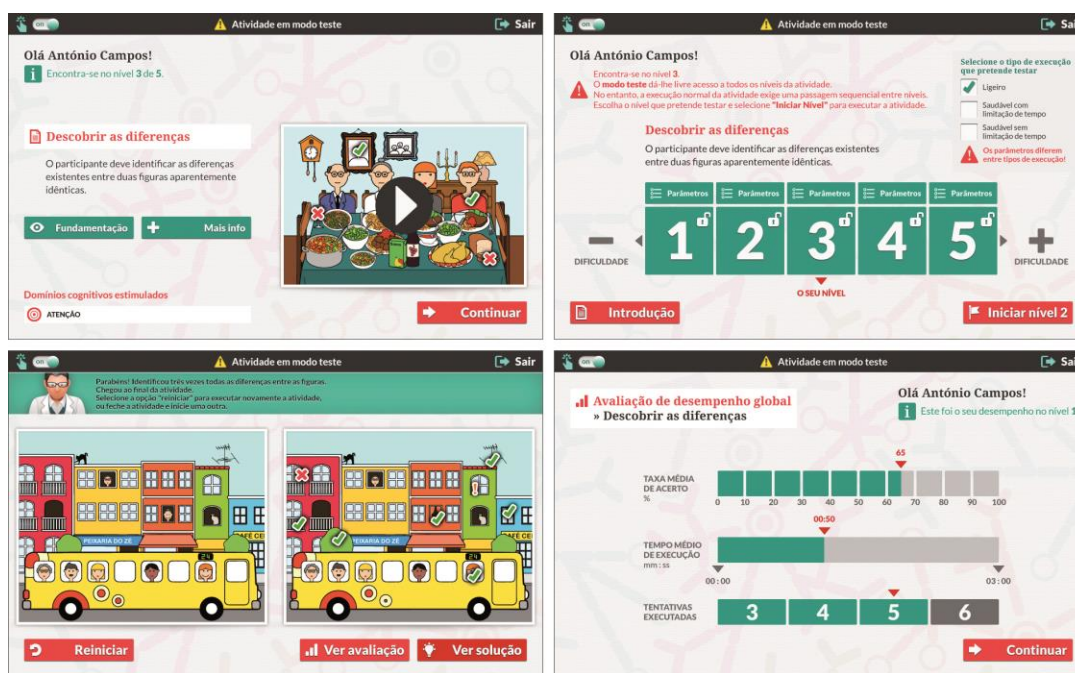 on
Atividade em modo teste
Sair
Olá António Campos!
Encontra-se no nível 3 de 5.
Descobrir as diferenças
O participante deve identificar as diferenças
existentes entre duas figuras aparentemente
idênticas.
Fundamentação
Mais info
Domínios cognitivos estimulados
ATENÇÃO
Continuar
on
Atividade em modo teste
Sai
Olá António Campos!
Encontra-se no nível 3.
O modo teste dá-lhe livre acesso a todos os níveis da atividade.
No entanto, a execução normal da atividade exige uma passagem sequencial entre níveis.
Escolha o nível que pretende testar e selecione "Iniciar Nível" para executar a atividade.
Selecione o tipo de execução
que pretende testar
Ligeiro
Saudável com
limitação de tempo
Saudável sem
limitação de tempo
Os parâmetros diferem
entre tipos de execução!
Descobrir as diferenças
O participante deve identificar as diferenças existentes
entre duas figuras aparentemente idênticas.
Parâmetros Parâmetros Parâmetros Parâmetros Parâmetros
1 2 3 4 5
DIFICULDADE
DIFICULDADE
O SEU NÍVEL
Introdução
Iniciar nível 2
on
Atividade em modo teste
Sair
Parabéns! Identificou três vezes todas as diferenças entre as figuras.
Chegou ao final da atividade.
Selecione a opção "reiniciar" para executar novamente a atividade,
ou feche a atividade e inicie uma outra.
PEIXARIA DO ZÉ
CAFÉ CE
24
PEIXARIA DO ZÉ
CAFÉ CE
24
Reiniciar
Ver avaliação
Ver solução
on
Atividade em modo teste
Sai
Avaliação de desempenho global
» Descobrir as diferenças
Olá António Campos!
Este foi o seu desempenho no nível 1
65
TAXA MÉDIA
DE ACERTO
%
0 10 20 30 40 50 60 70 80 90 100
00:50
TEMPO MÉDIO
DE EXECUÇÃO
mm : ss
00:00
03:00
TENTATIVAS
EXECUTADAS
3 4 5 6
Continuar